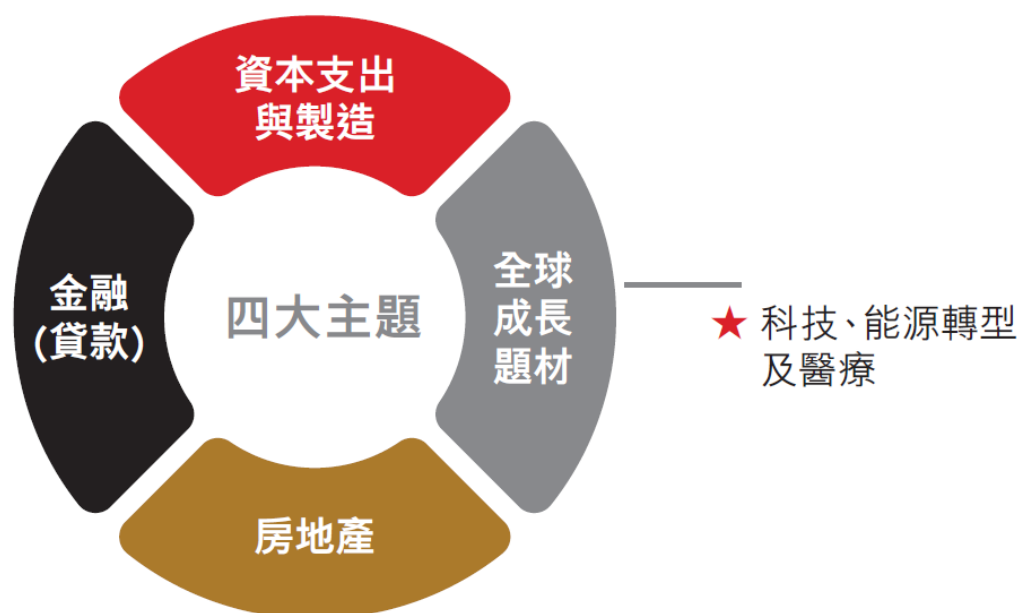 資本支出
與製造
金融
(貸款)
四大主題
全球
成長
題材
★ 科技、能源轉型
及醫療
房地產